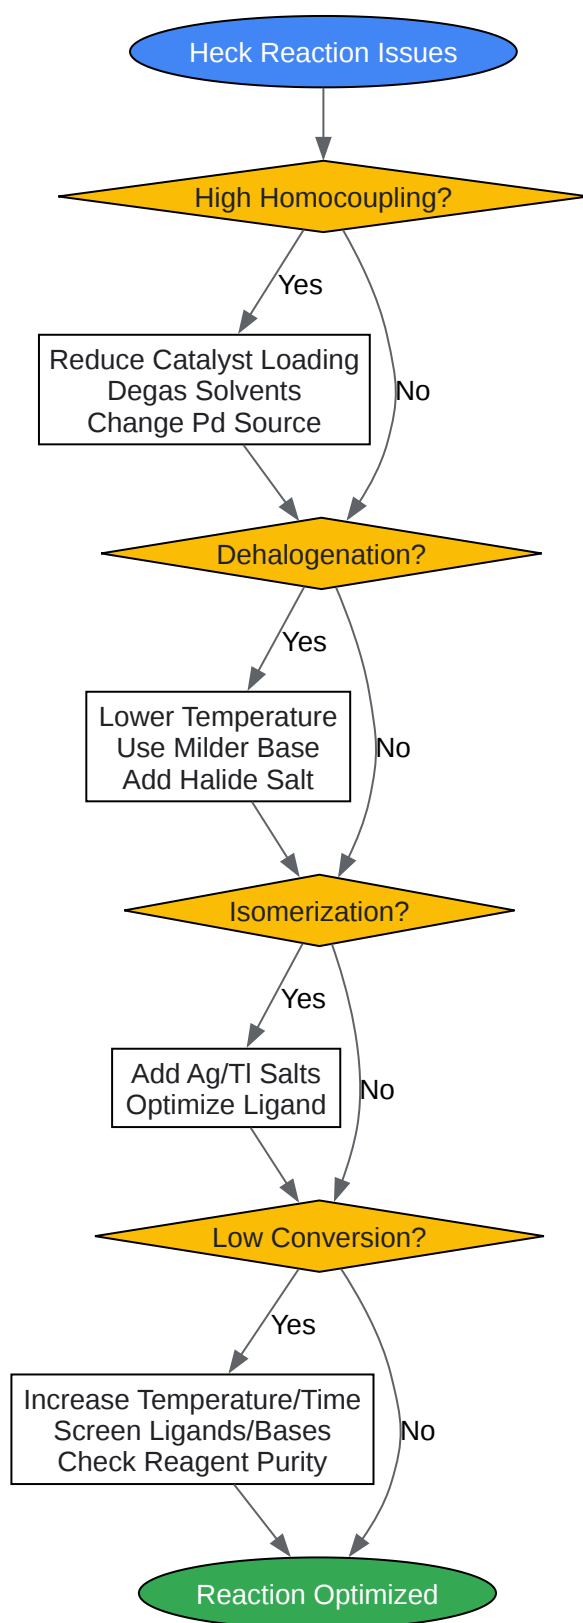 Heck Reaction Issues
High Homocoupling?
Yes
Reduce Catalyst Loading
Degas Solvents
Change Pd Source
No
Dehalogenation?
Yes
Lower Temperature
Use Milder Base
Add Halide Salt
No
Isomerization?
Yes
Add Ag/Tl Salts
Optimize Ligand
No
Low Conversion?
Yes
Increase Temperature/Time
Screen Ligands/Bases
Check Reagent Purity
No
Reaction Optimized